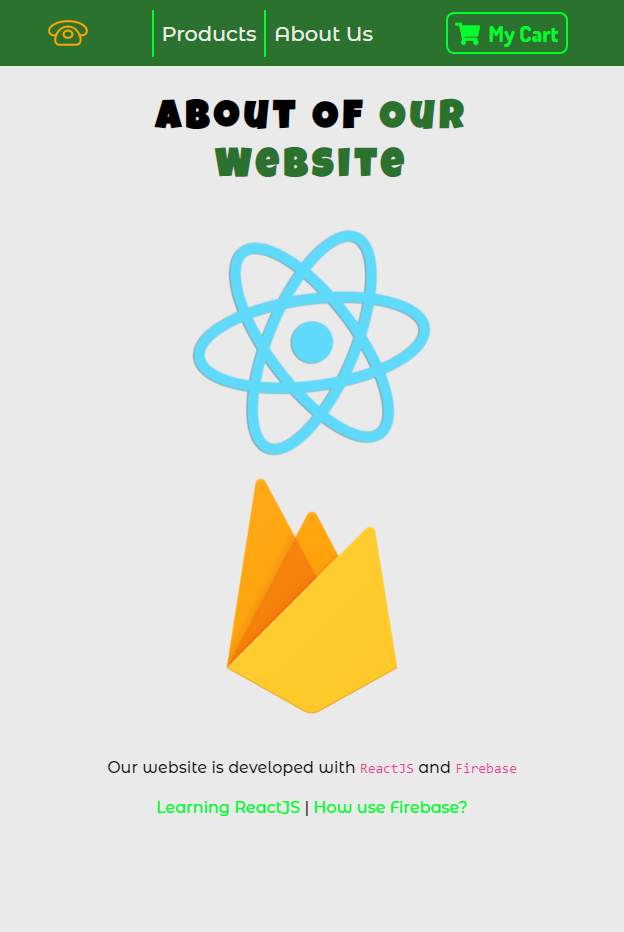 Products
About Us
My Cart
About of our
website
Our website is developed with ReactJS and Firebase
Learning ReactJS | How use Firebase?